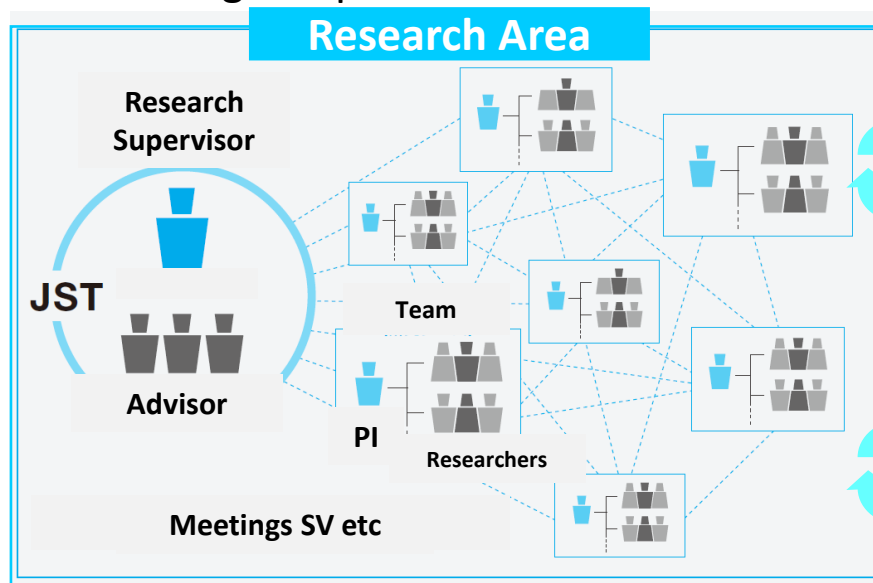 Research Area
Research
Supervisor
JST
Advisor
Team
PI
Researchers
Meetings SV etc